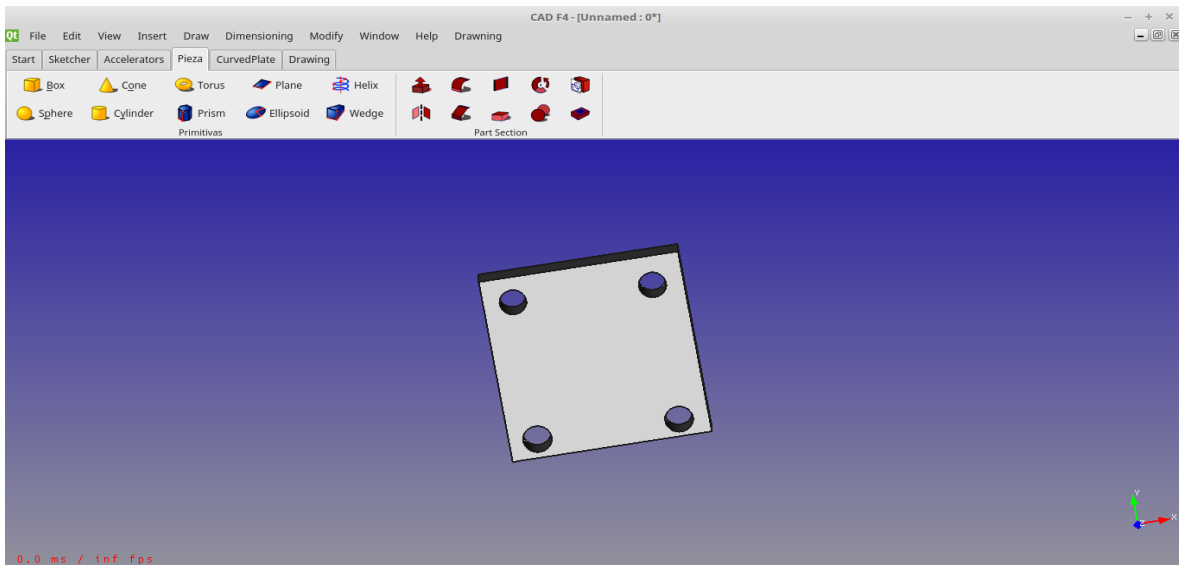 CAD F4 - [Unnamed : 0*]
Qt File Edit View Insert Draw Dimensioning Modify Window Help Drawning
Start Sketcher Accelerators Pieza CurvedPlate Drawing
Box Cone Torus Plane Helix
Sphere Cylinder Prism Ellipsoid Wedge
Primitivas Part Section
Y
X
Z
0.0 ms / inf fps